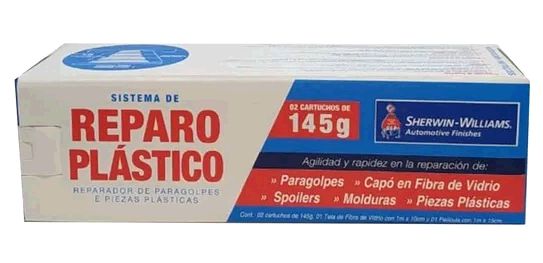 SISTEMA DE
REPARO
PLÁSTICO
REPARADOR DE PARAGOLPES
E PIEZAS PLÁSTICAS
02 CARTUCHOS DE
145g
SHERWIN-WILLIAMS.
Automotive Finishes
Agilidad y rapidez en la reparación de:
» Paragolpes » Capó en Fibra de Vidrio
» Spoilers » Molduras » Piezas Plásticas
Cont. 02 cartuchos de 145g, 01 Tela de Fibra de Vidrio con 1m x 10cm y 01 Película con 1m x 15cm